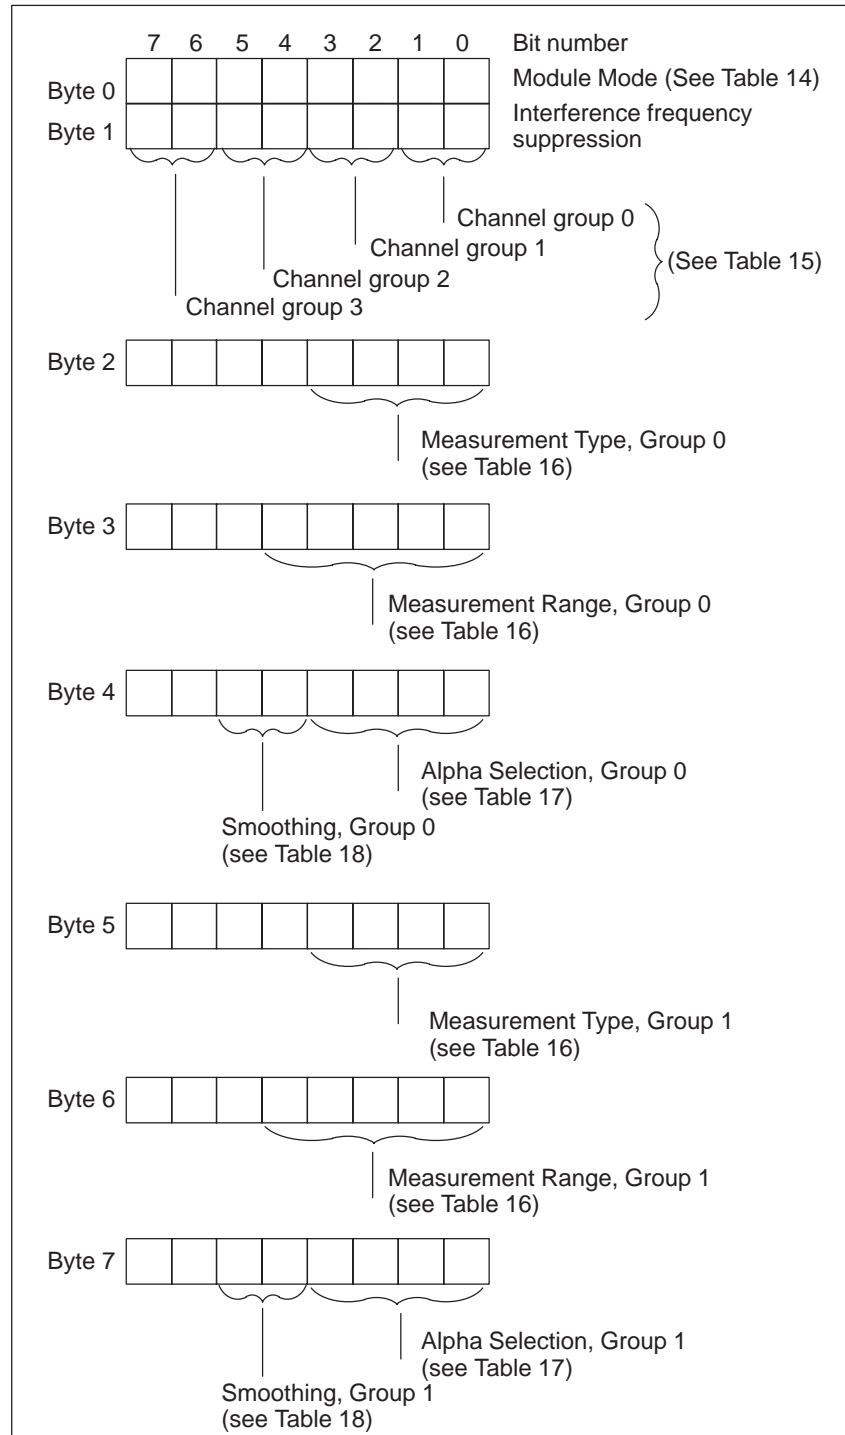 7 6 5 4 3 2 1 0 Bit number
Byte 0 Module Mode (See Table 14)
Byte 1 Interference frequency
suppression
Channel group 0
Channel group 1
(See Table 15)
Channel group 2
Channel group 3
Byte 2
Measurement Type, Group 0
(see Table 16)
Byte 3
Measurement Range, Group 0
(see Table 16)
Byte 4
Alpha Selection, Group 0
(see Table 17)
Smoothing, Group 0
(see Table 18)
Byte 5
Measurement Type, Group 1
(see Table 16)
Byte 6
Measurement Range, Group 1
(see Table 16)
Byte 7
Alpha Selection, Group 1
(see Table 17)
Smoothing, Group 1
(see Table 18)